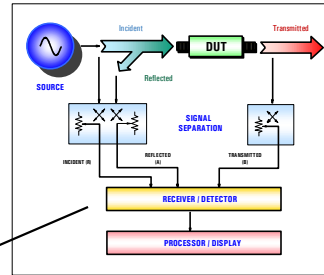 Incident
Transmitted
DUT
SOURCE
Reflected
SIGNAL
SEPARATION
INCIDENT (R)
REFLECTED
(A)
TRANSMITTED
(B)
RECEIVER / DETECTOR
PROCESSOR / DISPLAY